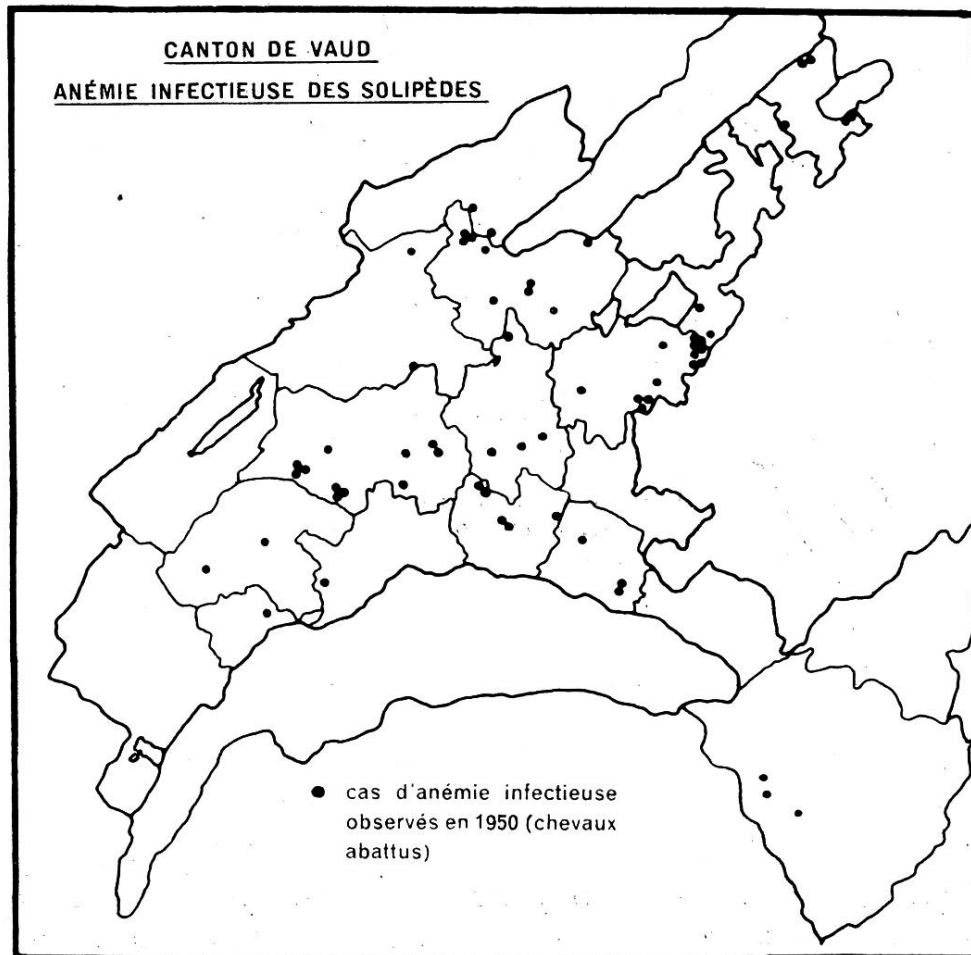 CANTON DE VAUD
ANÉMIE INFECTIEUSE DES SOLIPÈDES
cas d'anémie infectieuse
observés en 1950 (chevaux
abattus)